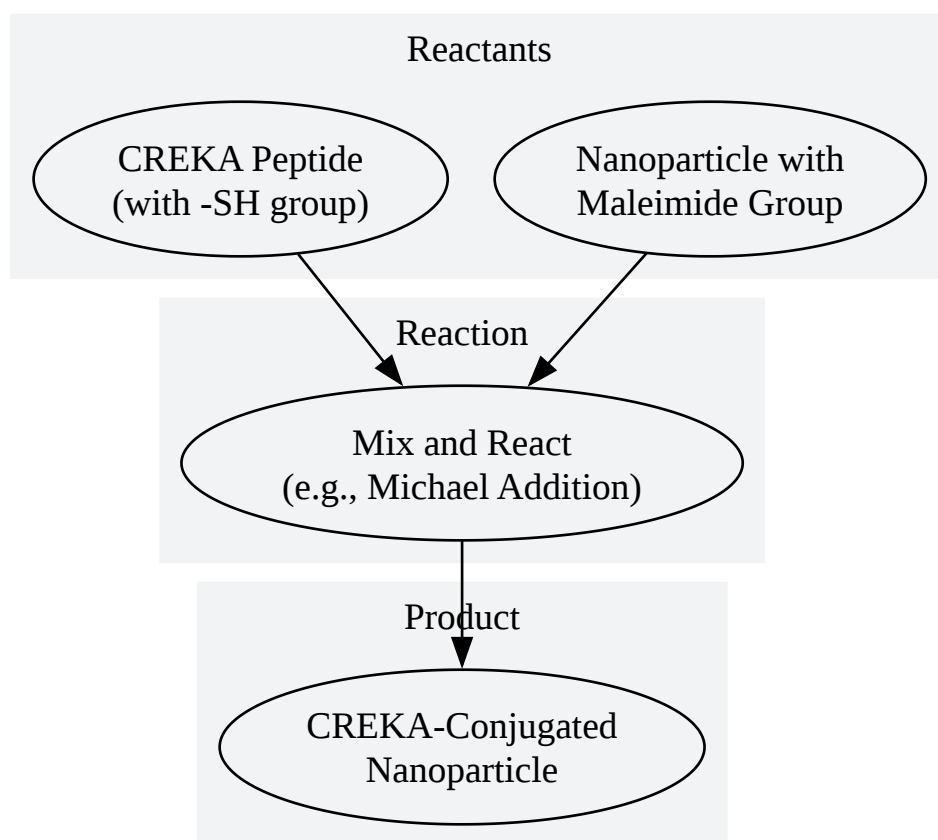 Reactants
CREKA Peptide
(with -SH group)
Nanoparticle with
Maleimide Group
Reaction
Mix and React
(e.g., Michael Addition)
Product
CREKA-Conjugated
Nanoparticle